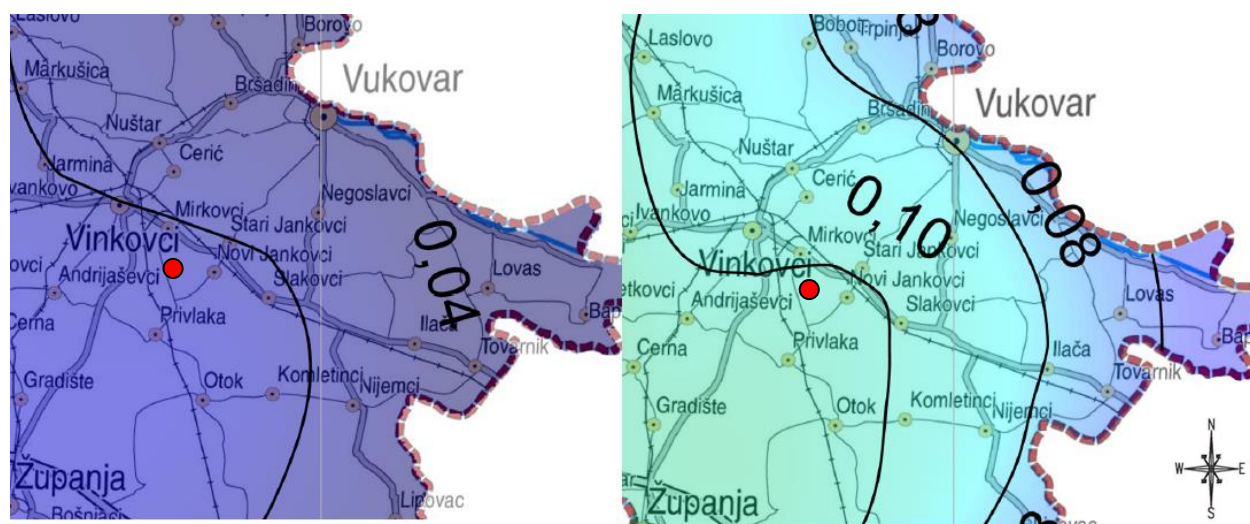 Laslovo
Borovo
Markušica
Bršadin
Vukovar
Nuštar
Cerić
Jarmina
Ivankovo
Negoslavci
Mirkovci
Stari Jankovci
Vinkovci
Novi Jankovci
Andrijaševci
Slakovci
0,04
Lovas
Privlaka
Cerna
Ilača
Tovarnik
Gradište
Otok
Komletinci
Nijemci
Županja
Bošnjaci
Lipovac
Trpinja
Laslovo
Borovo
Markušica
Bršadin
Vukovar
Nuštar
Cerić
Jarmina
0,10
0,08
Negoslavci
Ivankovo
Mirkovci
Stari Jankovci
Vinkovci
Novi Jankovci
Andrijaševci
Slakovci
Lovas
Privlaka
Cerna
Ilača
Tovarnik
Gradište
Otok
Komletinci
Nijemci
Županja
N
W
E
S